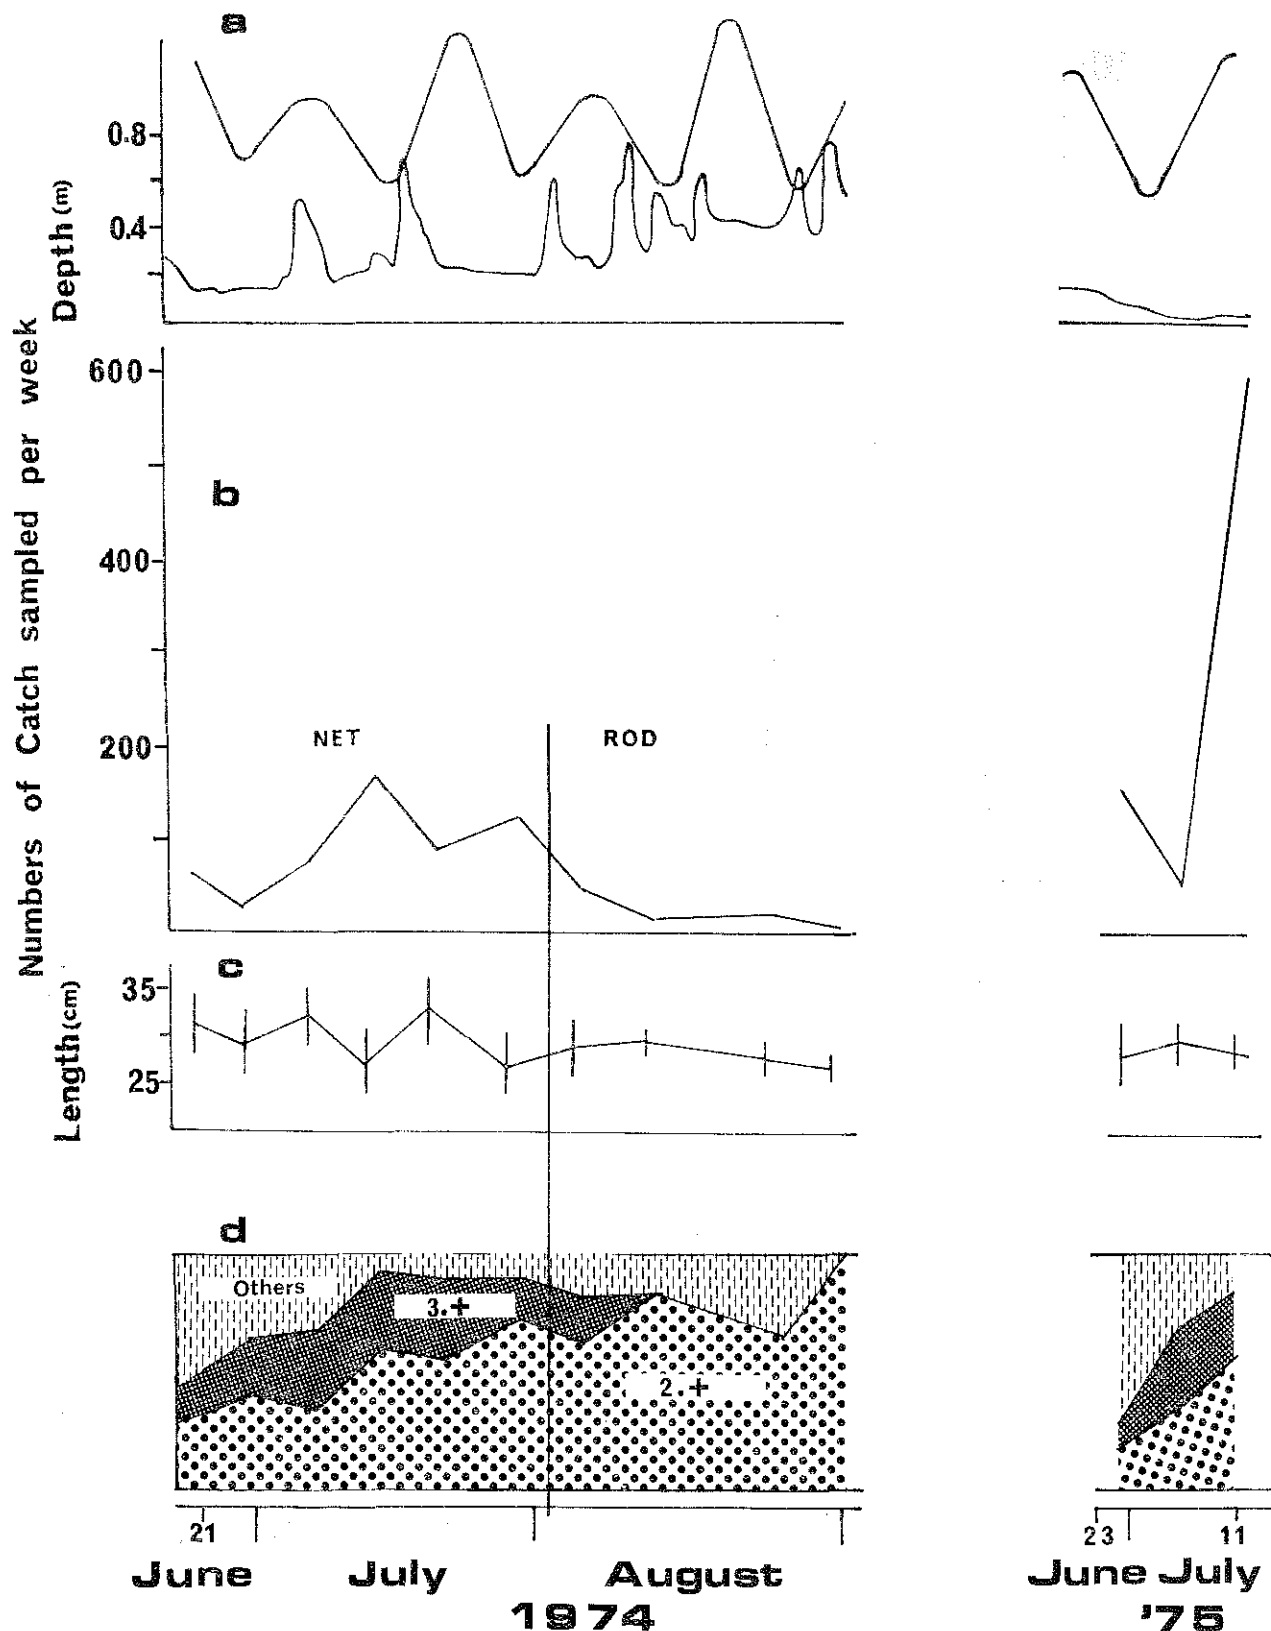 a
0.8
0.4
Depth (m)
Numbers of Catch sampled per week
600
b
400
NET
ROD
200
c
35
25
Length (cm)
d
Others
3.+
2.+
21
23
11
June July August
June July
1974
'75